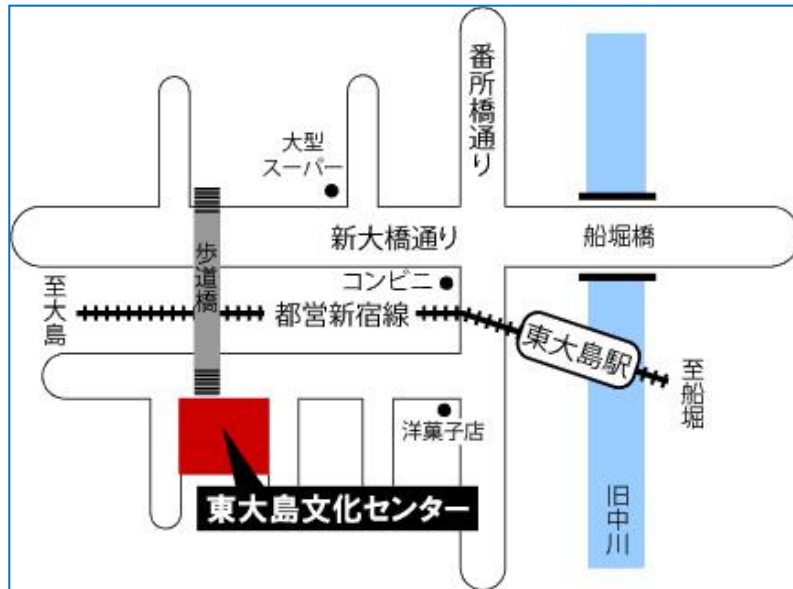 番所橋通り
大型
スーパー
新大橋通り
船堀橋
歩道橋
コンビニ
至大島
都営新宿線
東大島駅
至船堀
洋菓子店
東大島文化センター
旧中川